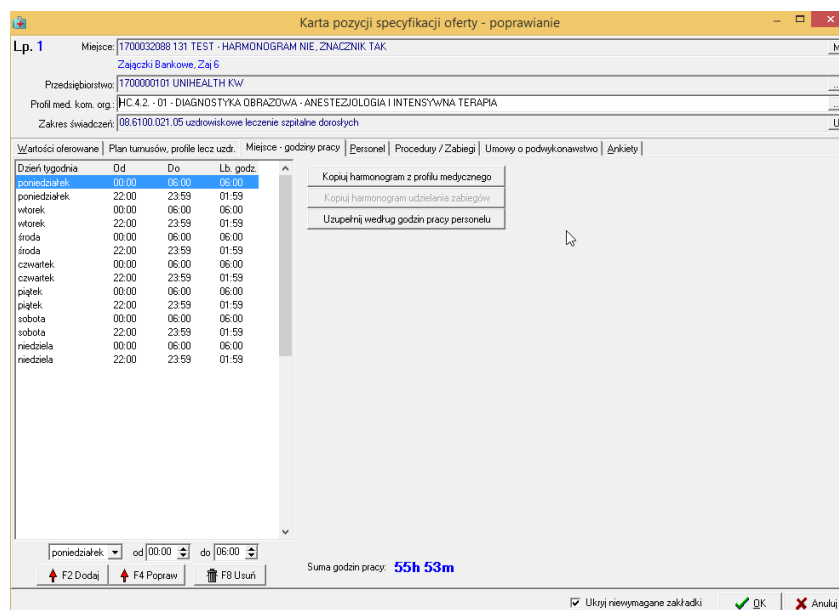 Karta pozycji specyfikacji oferty - poprawianie
Lp. 1 Miejsce: 1700032088 131 TEST - HARMONOGRAM NIE, ZNACZNIK TAK M
Zajączki Bankowe, Zaj 6
Przedsiębiorstwo: 1700000101 UNIHEALTH KW ...
Profil med. kom. org.: HC.4.2. - 01 - DIAGNOSTYKA OBRAZOWA - ANESTEZJOLOGIA I INTENSYWNA TERAPIA ...
Zakres świadczeń: 08.6100.021.05 uzdrowiskowe leczenie szpitalne dorosłych U
Wartości oferowane Plan turnusów, profile lecz uzdr. Miejsce - godziny pracy Personel Procedury / Zabiegi Umowy o podwykonawstwo Ankiety
Dzień tygodnia Od Do Lb. godz.
poniedziałek 00:00 06:00 06:00
poniedziałek 22:00 23:59 01:59
wtorek 00:00 06:00 06:00
wtorek 22:00 23:59 01:59
środa 00:00 06:00 06:00
środa 22:00 23:59 01:59
czwartek 00:00 06:00 06:00
czwartek 22:00 23:59 01:59
piątek 00:00 06:00 06:00
piątek 22:00 23:59 01:59
sobota 00:00 06:00 06:00
sobota 22:00 23:59 01:59
niedziela 00:00 06:00 06:00
niedziela 22:00 23:59 01:59
Kopiuj harmonogram z profilu medycznego
Kopiuj harmonogram udzielania zabiegów
Uzupełnij według godzin pracy personelu
poniedziałek od 00:00 do 06:00
F2 Dodaj F4 Popraw F8 Usuń
Suma godzin pracy: 55h 53m
Ukryj niewymagane zakładki OK Anuluj